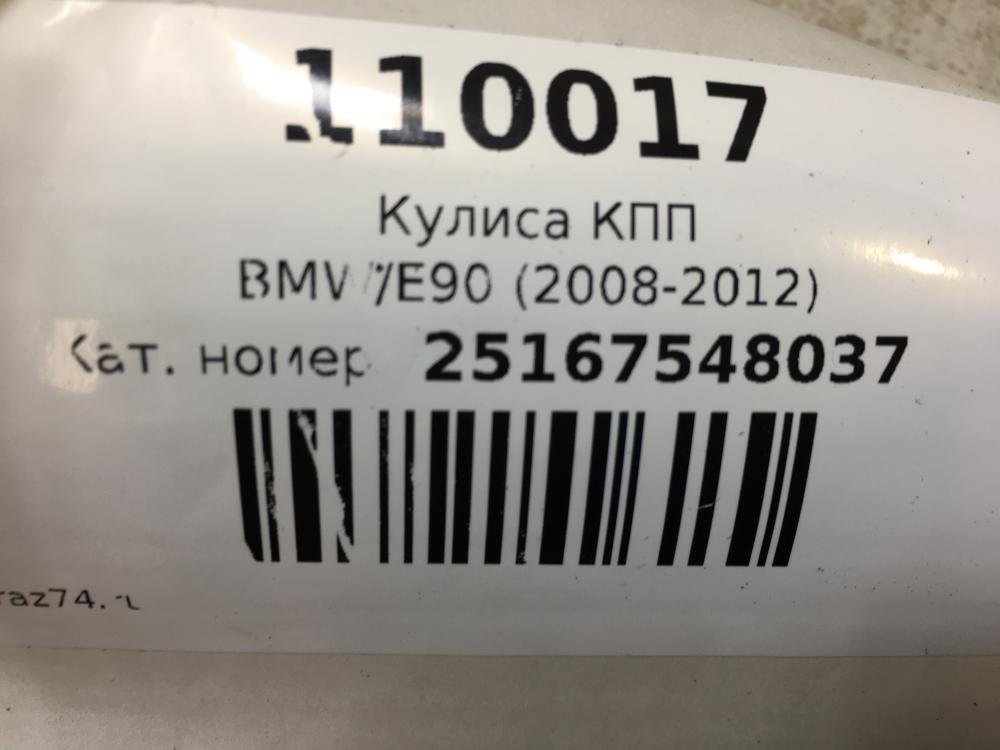 110017
Кулиса КПП
BMW/E90 (2008-2012)
Кат. номер 25167548037